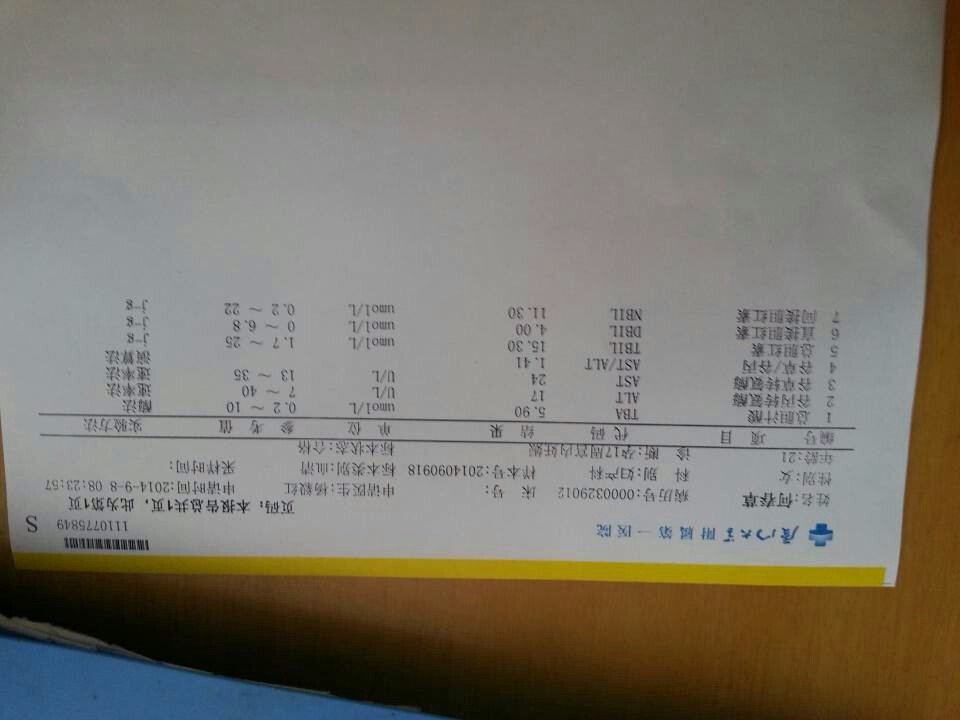 厦门大学附属第一医院
1110775849 S
页码：本报告总共1页，此为第1页
姓名：何春草 病历号：0000329012 床 号： 申请医生：杨毅红 申请时间：2014-9-8 08:23:57
性别：女 科 别：妇产科 样本号：2014090918 标本类别：血清 采样时间：
年龄：21 诊 断：孕17周宫内妊娠 标本状态：合格
编号 项 目 代 码 结 果 单 位 参 考 值 实验方法
1 总胆汁酸 TBA 5.90 umol/L 0.2 ～ 10 酶法
2 谷丙转氨酶 ALT 17 U/L 7 ～ 40 速率法
3 谷草转氨酶 AST 24 U/L 13 ～ 35 速率法
4 谷草/谷丙 AST/ALT 1.41 演算法
5 总胆红素 TBIL 15.30 umol/L 1.7 ～ 25 j-g
6 直接胆红素 DBIL 4.00 umol/L 0 ～ 6.8 j-g
7 间接胆红素 NBIL 11.30 umol/L 0.2 ～ 22 j-g